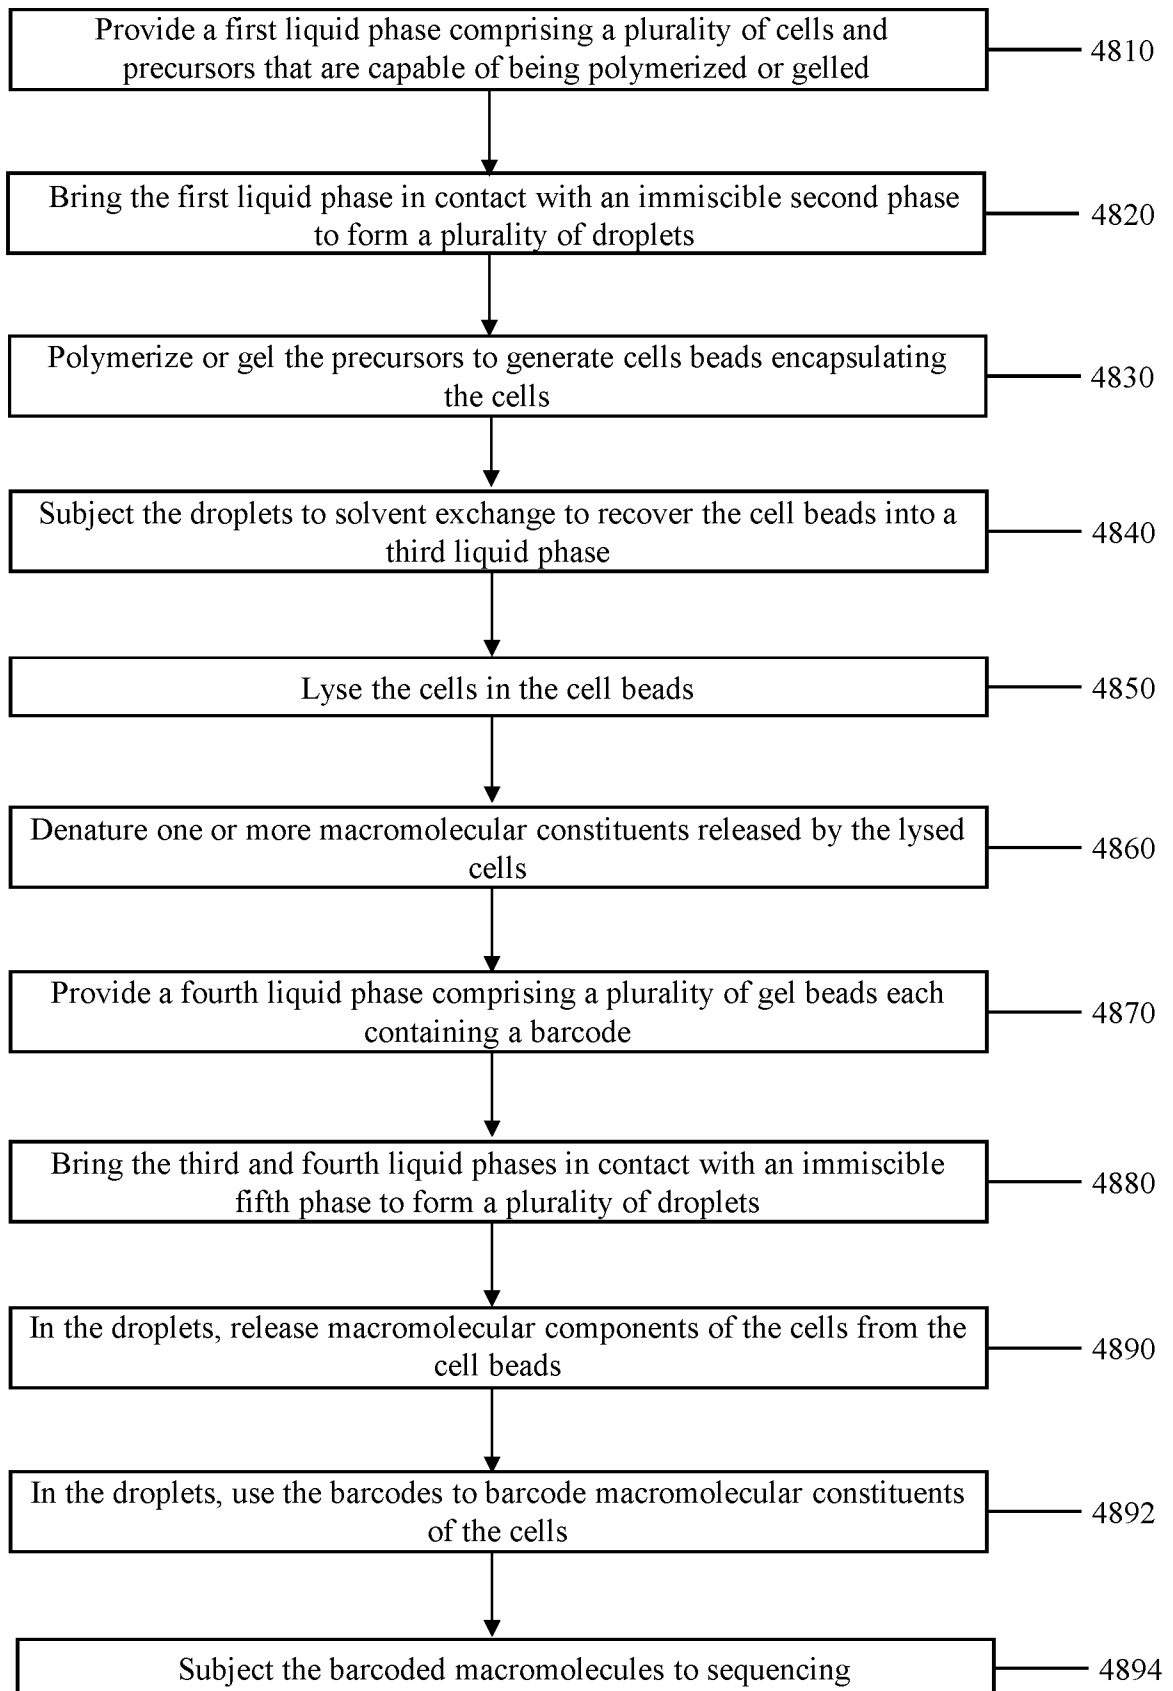 Provide a first liquid phase comprising a plurality of cells and
precursors that are capable of being polymerized or gelled
4810
Bring the first liquid phase in contact with an immiscible second phase
to form a plurality of droplets
4820
Polymerize or gel the precursors to generate cells beads encapsulating
the cells
4830
Subject the droplets to solvent exchange to recover the cell beads into a
third liquid phase
4840
Lyse the cells in the cell beads
4850
Denature one or more macromolecular constituents released by the lysed
cells
4860
Provide a fourth liquid phase comprising a plurality of gel beads each
containing a barcode
4870
Bring the third and fourth liquid phases in contact with an immiscible
fifth phase to form a plurality of droplets
4880
In the droplets, release macromolecular components of the cells from the
cell beads
4890
In the droplets, use the barcodes to barcode macromolecular constituents
of the cells
4892
Subject the barcoded macromolecules to sequencing
4894